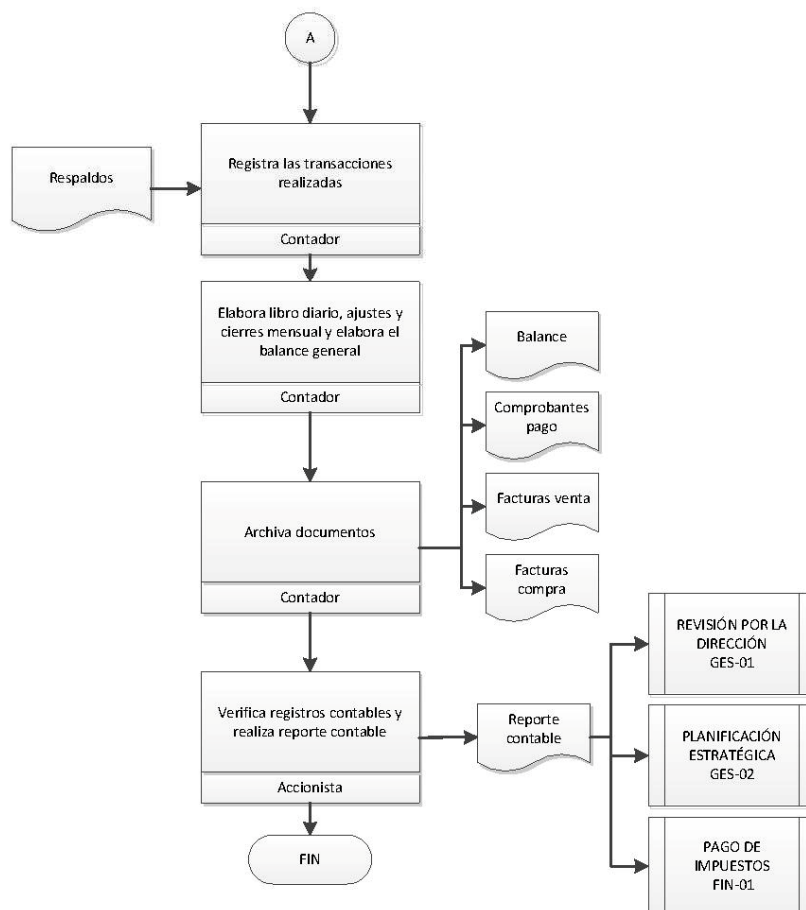 A
Respaldos
Registra las transacciones
realizadas
Contador
Elabora libro diario, ajustes y
cierres mensual y elabora el
balance general
Contador
Balance
Comprobantes
pago
Facturas venta
Archiva documentos
Contador
Facturas
compra
Verifica registros contables y
realiza reporte contable
Accionista
Reporte
contable
REVISIÓN POR LA
DIRECCIÓN
GES-01
PLANIFICACIÓN
ESTRATÉGICA
GES-02
PAGO DE
IMPUESTOS
FIN-01
FIN